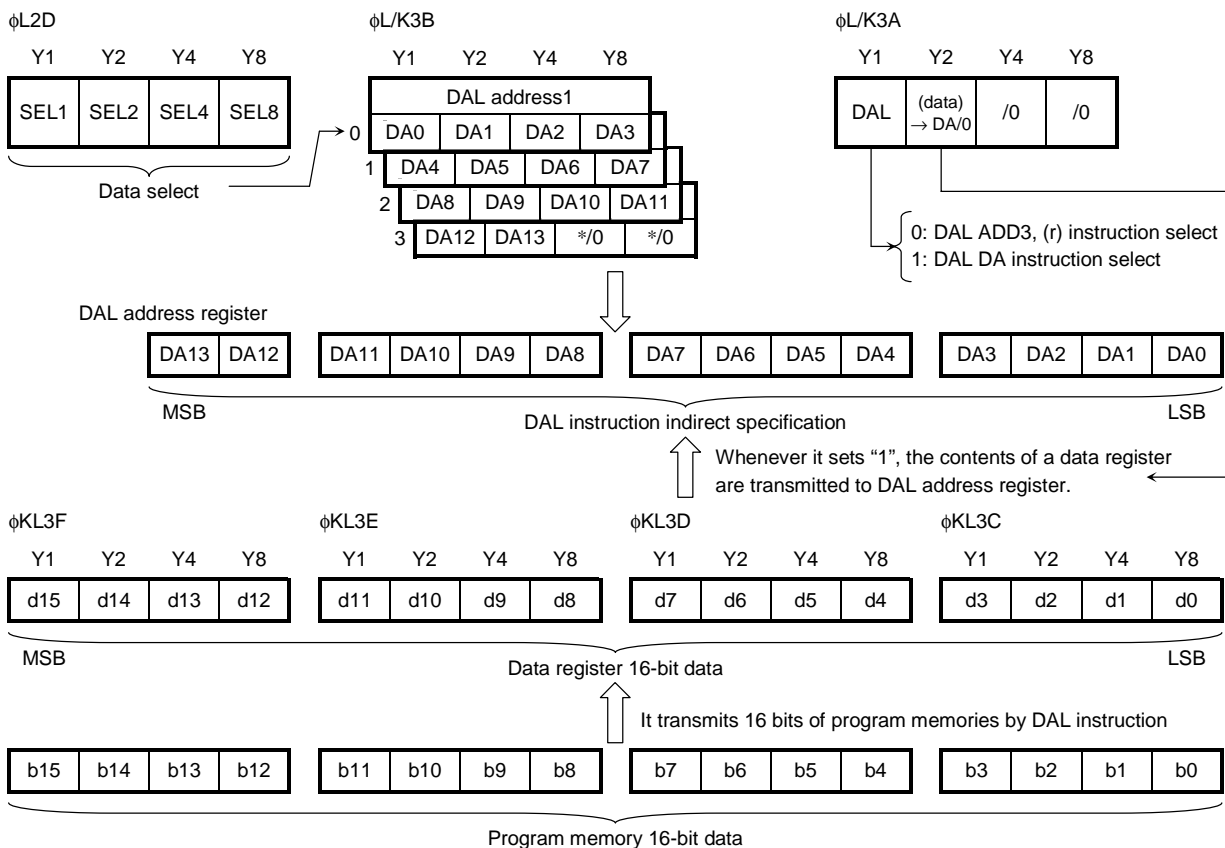 ϕL2D ϕL/K3B ϕL/K3A
Y1 Y2 Y4 Y8 Y1 Y2 Y4 Y8 Y1 Y2 Y4 Y8
SEL1 SEL2 SEL4 SEL8
Data select
DAL address1
0 DA0 DA1 DA2 DA3
1 DA4 DA5 DA6 DA7
2 DA8 DA9 DA10 DA11
3 DA12 DA13 */0 */0
DAL (data) → DA/0 /0 /0
0: DAL ADD3, (r) instruction select
1: DAL DA instruction select
DAL address register
DA13 DA12 DA11 DA10 DA9 DA8 DA7 DA6 DA5 DA4 DA3 DA2 DA1 DA0
MSB LSB
DAL instruction indirect specification
Whenever it sets “1”, the contents of a data register
are transmitted to DAL address register.
ϕKL3F ϕKL3E ϕKL3D ϕKL3C
Y1 Y2 Y4 Y8 Y1 Y2 Y4 Y8 Y1 Y2 Y4 Y8 Y1 Y2 Y4 Y8
d15 d14 d13 d12 d11 d10 d9 d8 d7 d6 d5 d4 d3 d2 d1 d0
MSB LSB
Data register 16-bit data
It transmits 16 bits of program memories by DAL instruction
b15 b14 b13 b12 b11 b10 b9 b8 b7 b6 b5 b4 b3 b2 b1 b0
Program memory 16-bit data